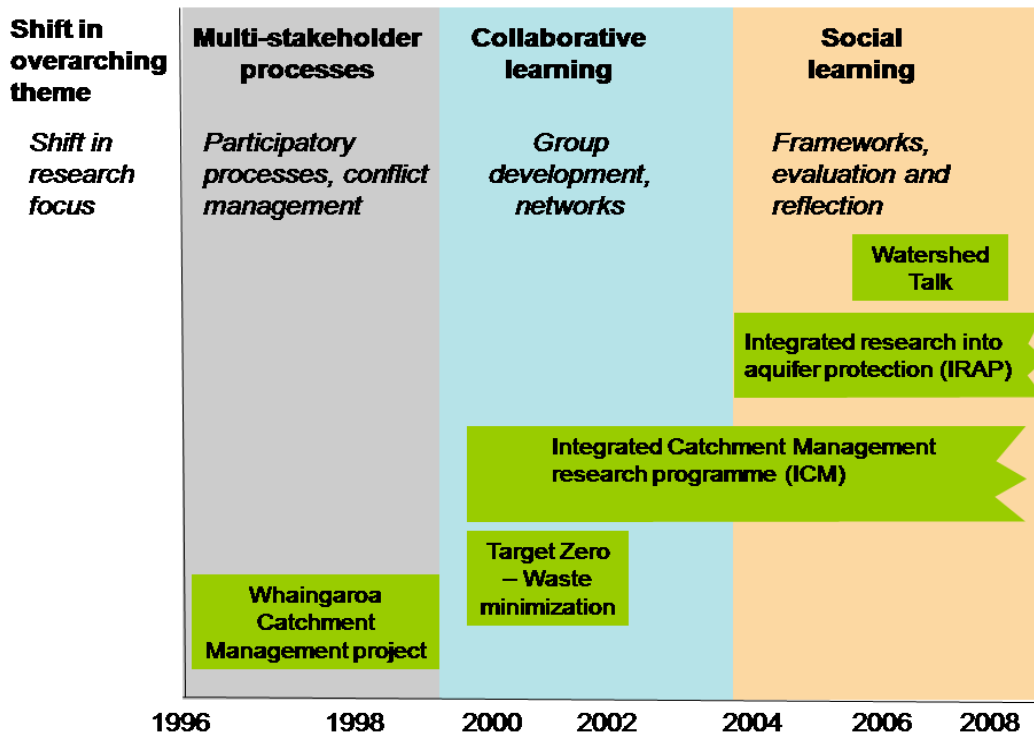 Shift in
overarching
theme
Multi-stakeholder
processes
Collaborative
learning
Social
learning
Shift in
research
focus
Participatory
processes, conflict
management
Group
development,
networks
Frameworks,
evaluation and
reflection
Watershed
Talk
Integrated research into
aquifer protection (IRAP)
Integrated Catchment Management
research programme (ICM)
Target Zero
– Waste
minimization
Whaingaroa
Catchment
Management project
1996 1998 2000 2002 2004 2006 2008